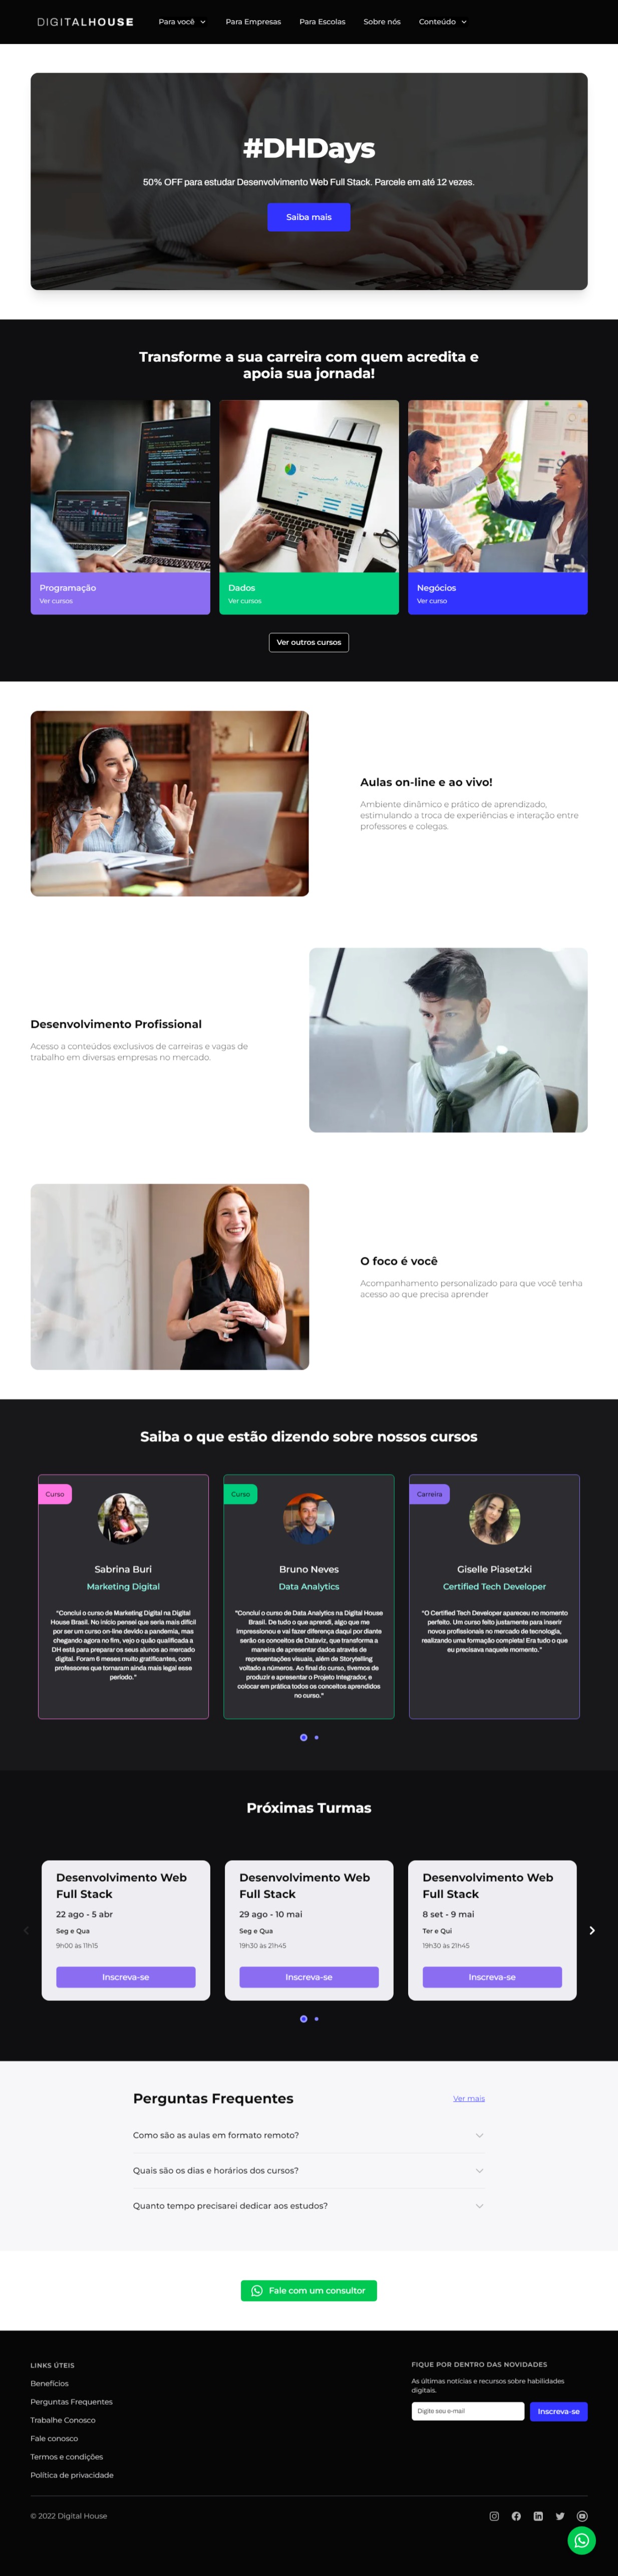 DIGITALHOUSE
Para você
Para Empresas
Para Escolas
Sobre nós
Conteúdo
#DHDays
50% OFF para estudar Desenvolvimento Web Full Stack. Parcele em até 12 vezes.
Saiba mais
Transforme a sua carreira com quem acredita e
apoia sua jornada!
Programação
Ver cursos
Dados
Ver cursos
Negócios
Ver curso
Ver outros cursos
Aulas on-line e ao vivo!
Ambiente dinâmico e prático de aprendizado,
estimulando a troca de experiências e interação entre
professores e colegas.
Desenvolvimento Profissional
Acesso a conteúdos exclusivos de carreiras e vagas de
trabalho em diversas empresas no mercado.
O foco é você
Acompanhamento personalizado para que você tenha
acesso ao que precisa aprender
Saiba o que estão dizendo sobre nossos cursos
Curso
Sabrina Buri
Marketing Digital
"Conclui o curso de Marketing Digital na Digital
House Brasil. No início pensei que seria mais difícil
por ser um curso on-line devido a pandemia, mas
chegando agora no fim, vejo o quão qualificada a
DH está para preparar os seus alunos ao mercado
digital. Foram 6 meses muito gratificantes, com
professores que tornaram ainda mais legal esse
período."
Curso
Bruno Neves
Data Analytics
"Conclui o curso de Data Analytics na Digital House
Brasil. De tudo o que aprendi, algo que me
impressionou e vai fazer diferença daqui por diante
serão os conceitos de Dataviz, que transforma a
maneira de apresentar dados através de
representações visuais, além de Storytelling
voltado a números. Ao final do curso, tivemos de
produzir e apresentar o Projeto Integrador, e
colocar em prática todos os conceitos aprendidos
no curso."
Carreira
Giselle Piasetzki
Certified Tech Developer
"O Certified Tech Developer apareceu no momento
perfeito. Um curso feito justamente para inserir
novos profissionais no mercado de tecnologia,
realizando uma formação completa! Era tudo o que
eu precisava naquele momento."
Próximas Turmas
Desenvolvimento Web
Full Stack
22 ago - 5 abr
Seg e Qua
9h00 às 11h15
Inscreva-se
Desenvolvimento Web
Full Stack
29 ago - 10 mai
Seg e Qua
19h30 às 21h45
Inscreva-se
Desenvolvimento Web
Full Stack
8 set - 9 mai
Ter e Qui
19h30 às 21h45
Inscreva-se
Perguntas Frequentes
Ver mais
Como são as aulas em formato remoto?
Quais são os dias e horários dos cursos?
Quanto tempo precisarei dedicar aos estudos?
Fale com um consultor
LINKS ÚTEIS
Benefícios
Perguntas Frequentes
Trabalhe Conosco
Fale conosco
Termos e condições
Política de privacidade
FIQUE POR DENTRO DAS NOVIDADES
As últimas notícias e recursos sobre habilidades
digitais.
Digite seu e-mail
Inscreva-se
© 2022 Digital House